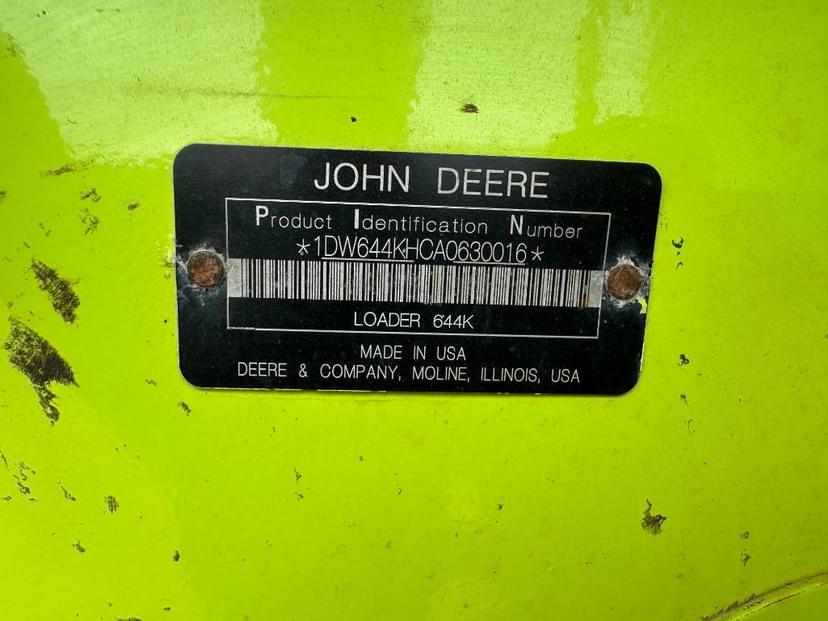 JOHN DEERE
Product Identification Number
*1DW644KHCA0630016*
LOADER 644K
MADE IN USA
DEERE & COMPANY, MOLINE, ILLINOIS, USA